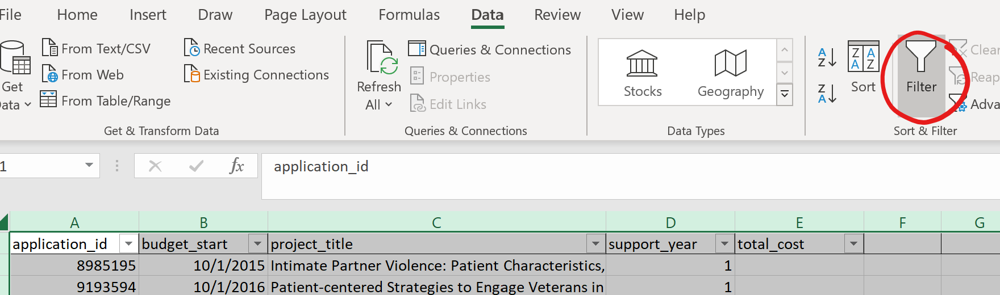 File Home Insert Draw Page Layout Formulas Data Review View Help
From Text/CSV Recent Sources Queries & Connections
From Web Existing Connections Properties
From Table/Range Edit Links
Get
Data
Refresh
All
Stocks Geography
A
Z
Z
A
Z A
A Z
Sort Filter Clear
Reap
Adva
Get & Transform Data Queries & Connections Data Types Sort & Filter
1 fx application_id
A B C D E F G
application_id budget_start project_title support_year total_cost
8985195 10/1/2015 Intimate Partner Violence: Patient Characteristics, 1
9193594 10/1/2016 Patient-centered Strategies to Engage Veterans in 1